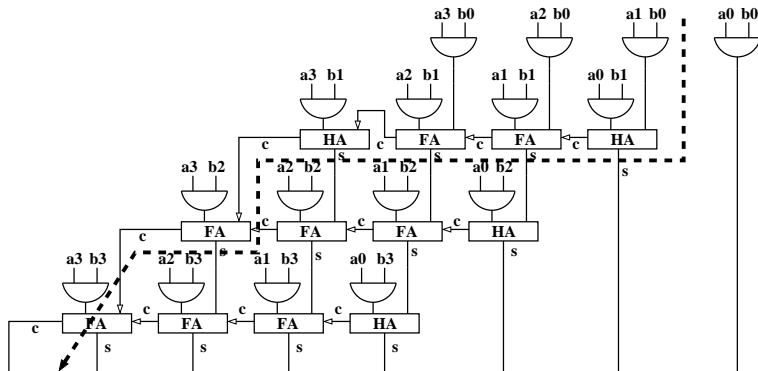 a3 b0 a2 b0 a1 b0 a0 b0
a3 b1 a2 b1 a1 b1 a0 b1
HA FA FA HA
c c c
s s s s
a3 b2 a2 b2 a1 b2 a0 b2
FA FA FA HA
c c c c
s s s s
a3 b3 a2 b3 a1 b3 a0 b3
FA FA FA HA
c c c c
s s s s